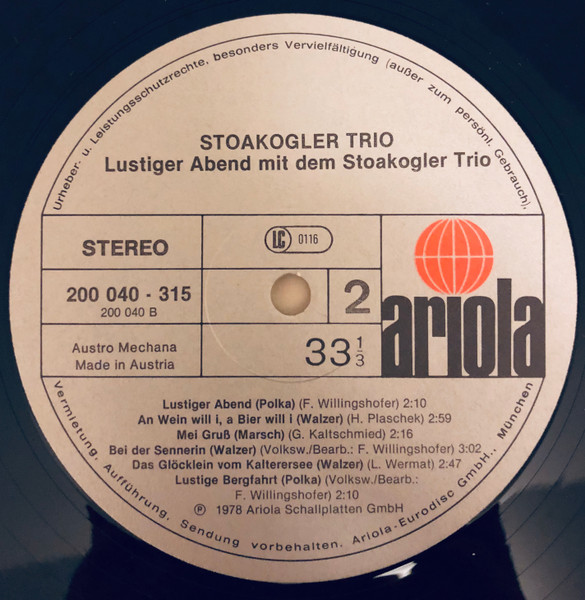 Urheber- u. Leistungsschutzrechte, besonders Vervielfältigung (außer zum persönl. Gebrauch),
STOAKOGLER TRIO
Lustiger Abend mit dem Stoakogler Trio
STEREO
LC 0116
200 040 - 315
200 040 B
2
ariola
Austro Mechana
Made in Austria
33 1/3
Lustiger Abend (Polka) (F. Willingshofer) 2:10
An Wein will i, a Bier will i (Walzer) (H. Plaschek) 2:59
Mei Gruß (Marsch) (G. Kaltschmied) 2:16
Bei der Sennerin (Walzer) (Volksw./Bearb.: F. Willingshofer) 3:02
Das Glöcklein vom Kalterersee (Walzer) (L. Wermat) 2:47
Lustige Bergfahrt (Polka) (Volksw./Bearb.:
F. Willingshofer) 2:10
℗ 1978 Ariola Schallplatten GmbH
Vermietung, Aufführung, Sendung vorbehalten. Ariola-Eurodisc GmbH., München